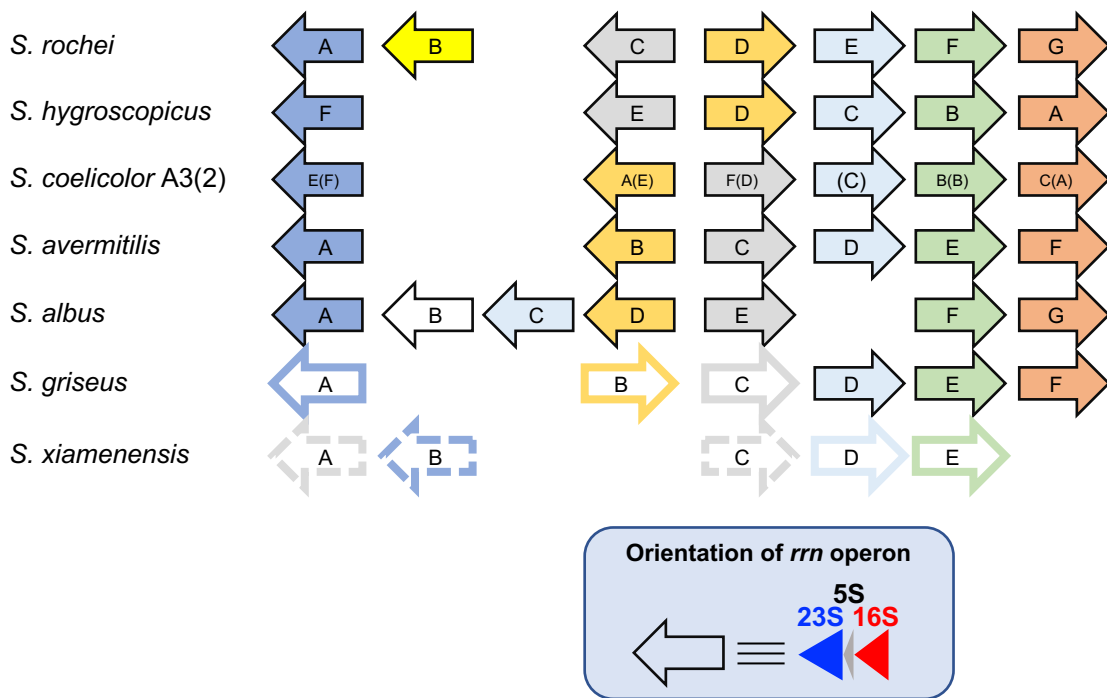 S. rochei A B C D E F G
S. hygroscopicus F E D C B A
S. coelicolor A3(2) E(F) A(E) F(D) (C) B(B) C(A)
S. avermitilis A B C D E F
S. albus A B C D E F G
S. griseus A B C D E F
S. xiamenensis A B C D E
Orientation of rrn operon
5S
23S 16S